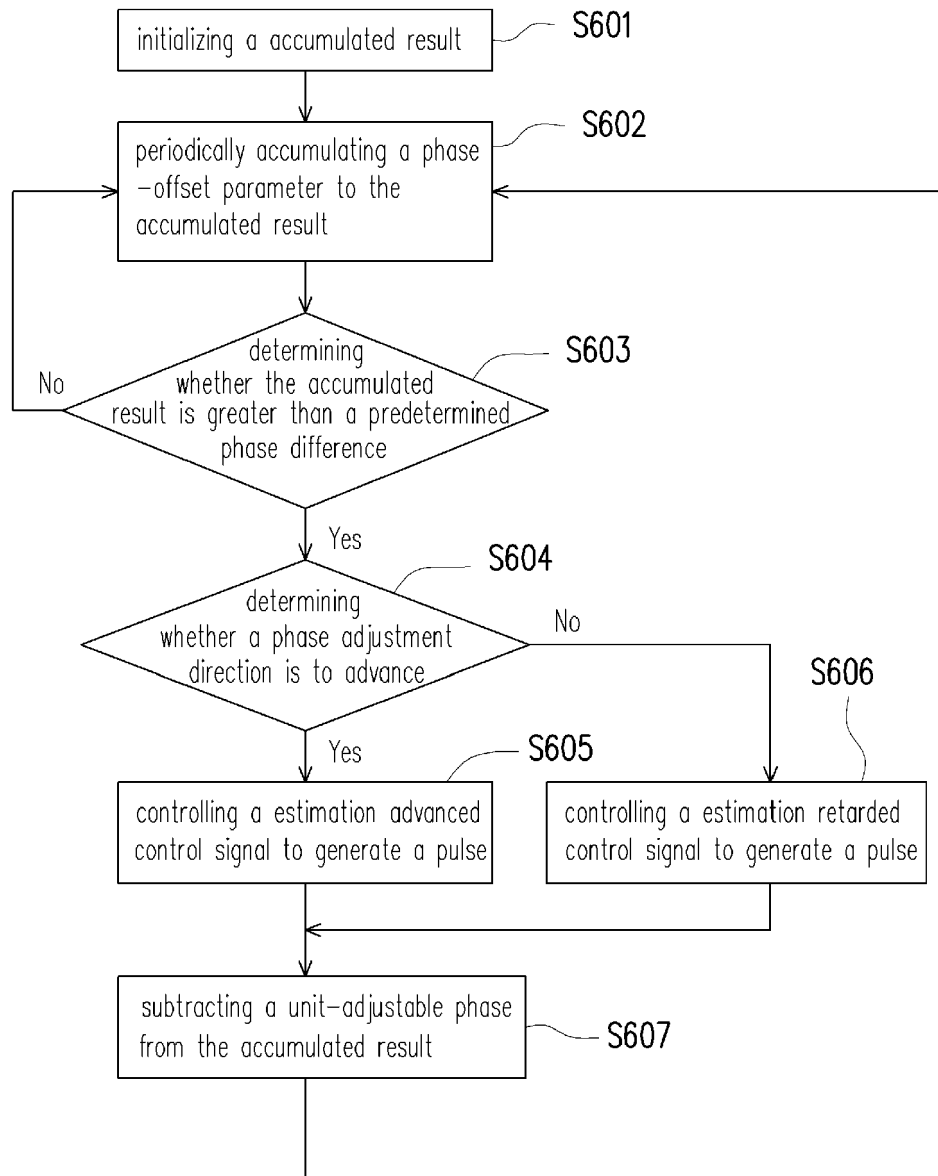 initializing a accumulated result
S601
S602
periodically accumulating a phase
-offset parameter to the
accumulated result
S603
determining
whether the accumulated
result is greater than a predetermined
phase difference
No
Yes
S604
determining
whether a phase adjustment
direction is to advance
No
S606
Yes
S605
controlling a estimation advanced
control signal to generate a pulse
controlling a estimation retarded
control signal to generate a pulse
subtracting a unit-adjustable phase
from the accumulated result
S607